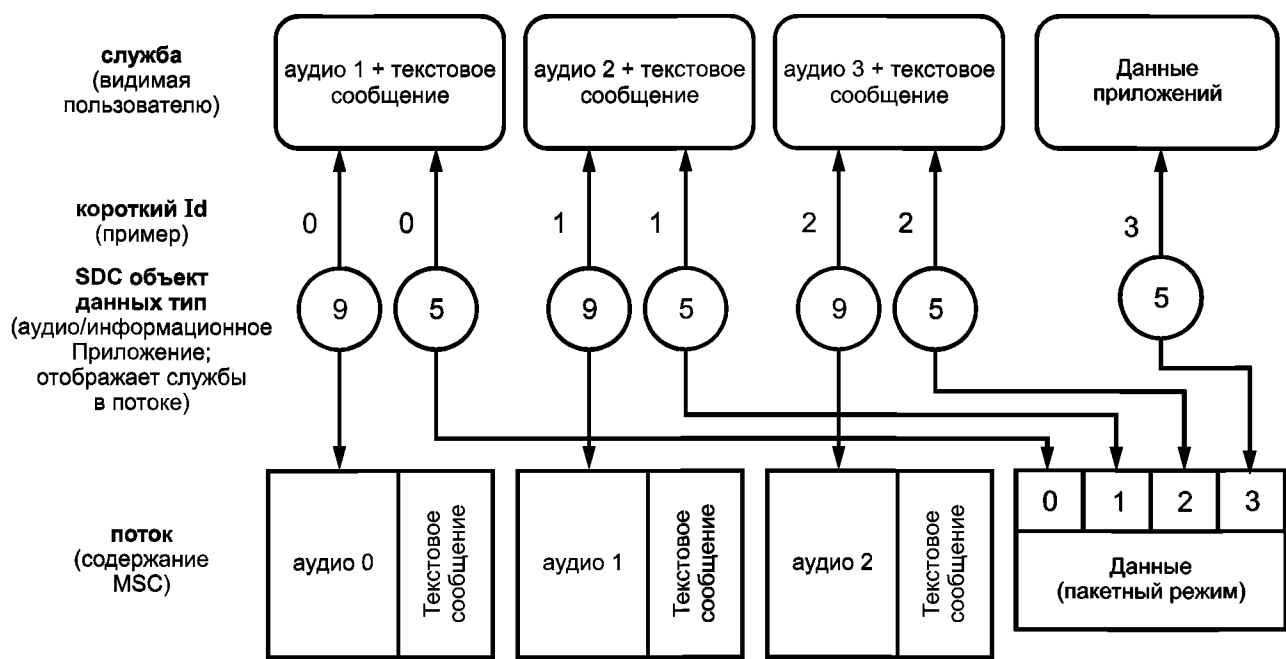 служба
(видимая
пользователю)
аудио 1 + текстовое
сообщение
аудио 2 + текстовое
сообщение
аудио 3 + текстовое
сообщение
Данные
приложений
короткий Id
(пример)
0
0
1
1
2
2
3
SDC объект
данных тип
(аудио/информационное
Приложение;
отображает службы
в потоке)
9
5
9
5
9
5
5
поток
(содержание
MSC)
аудио 0
Текстовое
сообщение
аудио 1
Текстовое
сообщение
аудио 2
Текстовое
сообщение
0
1
2
3
Данные
(пакетный режим)